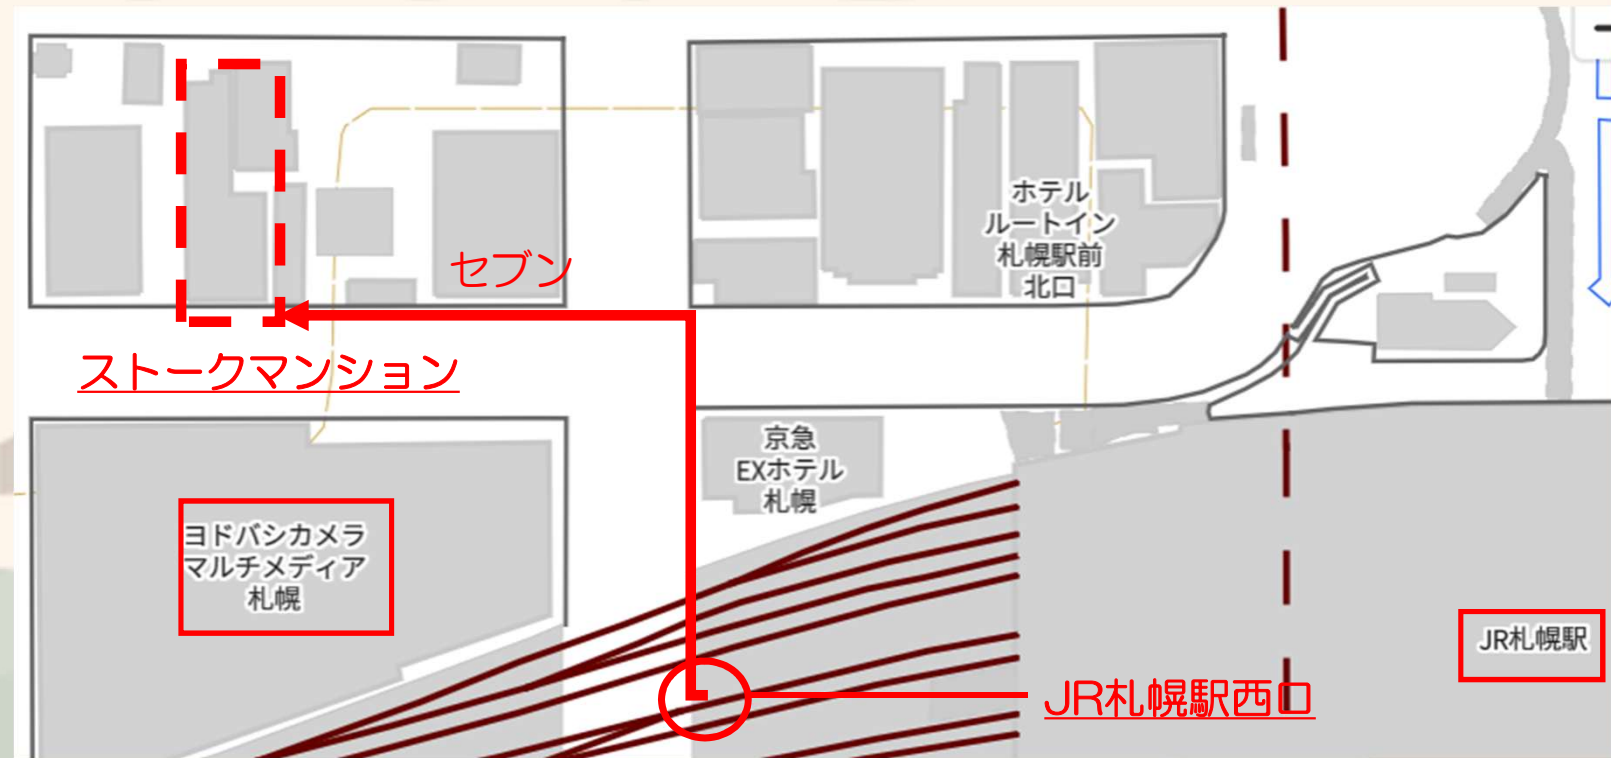 ホテル
ルートイン
札幌駅前
北口
セブン
ストークマンション
京急
EXホテル
札幌
ヨドバシカメラ
マルチメディア
札幌
JR札幌駅
JR札幌駅西口